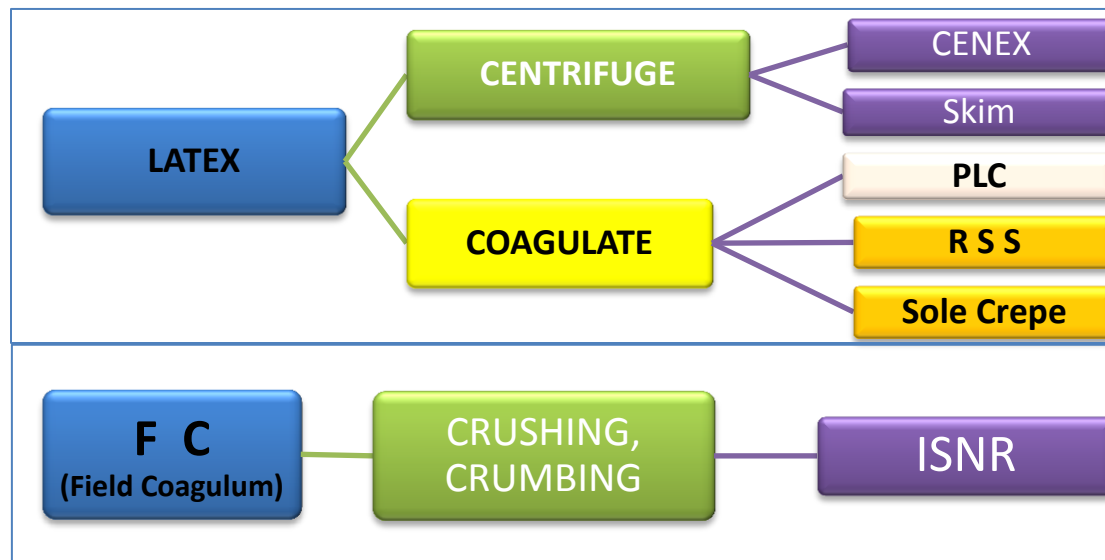 LATEX
CENTRIFUGE
CENEX
Skim
COAGULATE
PLC
R S S
Sole Crepe
F C
(Field Coagulum)
CRUSHING,
CRUMBING
ISNR